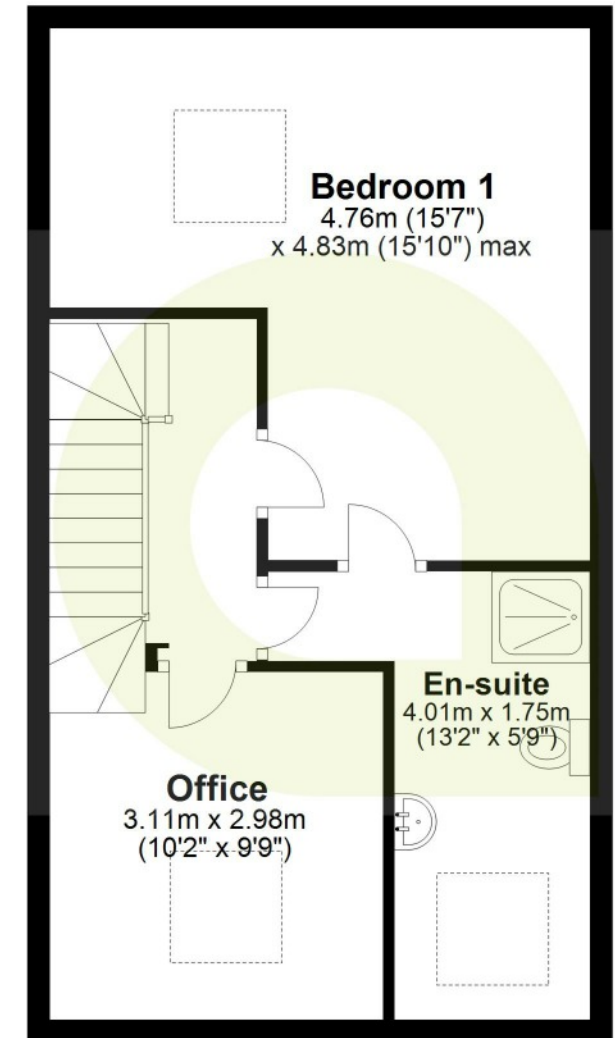 Bedroom 1
4.76m (15'7")
x 4.83m (15'10") max
En-suite
4.01m x 1.75m
(13'2" x 5'9")
Office
3.11m x 2.98m
(10'2" x 9'9")